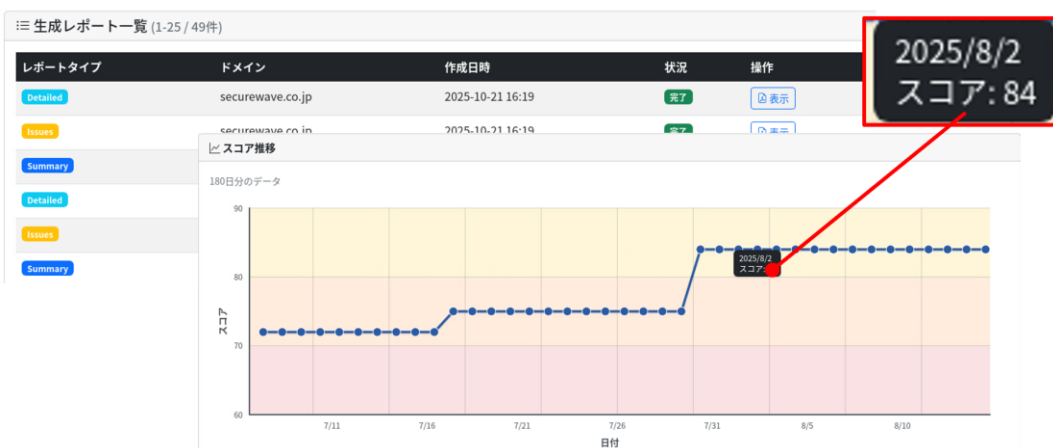 生成レポート一覧 (1-25 / 49件)
レポートタイプ ドメイン 作成日時 状況 操作
Detailed securewave.co.jp 2025-10-21 16:19 完了 表示
Issues securewave.co.jp 2025-10-21 16:19 完了 表示
Summary
Detailed
Issues
Summary
2025/8/2
スコア: 84
スコア推移
180日分のデータ
90
80
70
60
スコア
2025/8/2
スコア:
7/11 7/16 7/21 7/26 7/31 8/5 8/10
日付